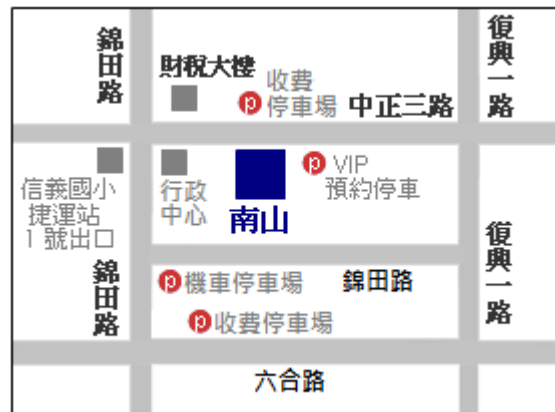 錦田路
財稅大樓
收費
停車場
中正三路
復興一路
信義國小
捷運站
1 號出口
行政
中心
南山
VIP
預約停車
錦田路
機車停車場
錦田路
復興一路
收費停車場
六合路